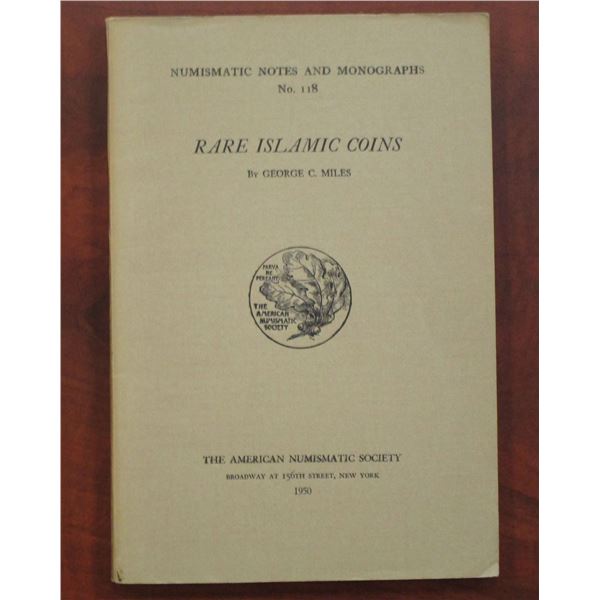 NUMISMATIC NOTES AND MONOGRAPHS
No. 118
RARE ISLAMIC COINS
By GEORGE C. MILES
PARVA
NE
PEREANT
THE
AMERICAN
NUMISMATIC
SOCIETY
THE AMERICAN NUMISMATIC SOCIETY
BROADWAY AT 156TH STREET, NEW YORK
1950